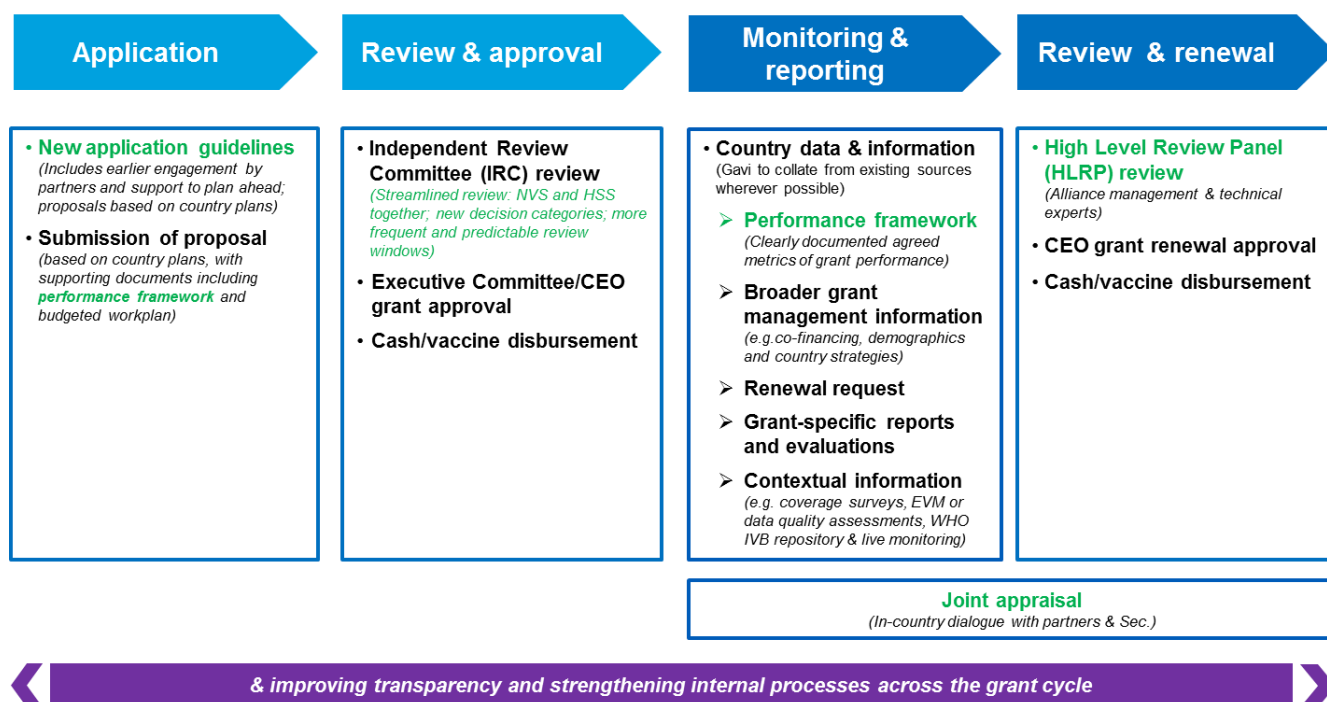 Application
Review & approval
Monitoring &
reporting
Review & renewal
• New application guidelines
(Includes earlier engagement by
partners and support to plan ahead;
proposals based on country plans)
• Submission of proposal
(based on country plans, with
supporting documents including
performance framework and
budgeted workplan)
• Independent Review
Committee (IRC) review
(Streamlined review: NVS and HSS
together; new decision categories; more
frequent and predictable review
windows)
• Executive Committee/CEO
grant approval
• Cash/vaccine disbursement
• Country data & information
(Gavi to collate from existing sources
wherever possible)
➢ Performance framework
(Clearly documented agreed
metrics of grant performance)
➢ Broader grant
management information
(e.g.co-financing, demographics
and country strategies)
➢ Renewal request
➢ Grant-specific reports
and evaluations
➢ Contextual information
(e.g. coverage surveys, EVM or
data quality assessments, WHO
IVB repository & live monitoring)
• High Level Review Panel
(HLRP) review
(Alliance management & technical
experts)
• CEO grant renewal approval
• Cash/vaccine disbursement
Joint appraisal
(In-country dialogue with partners & Sec.)
& improving transparency and strengthening internal processes across the grant cycle